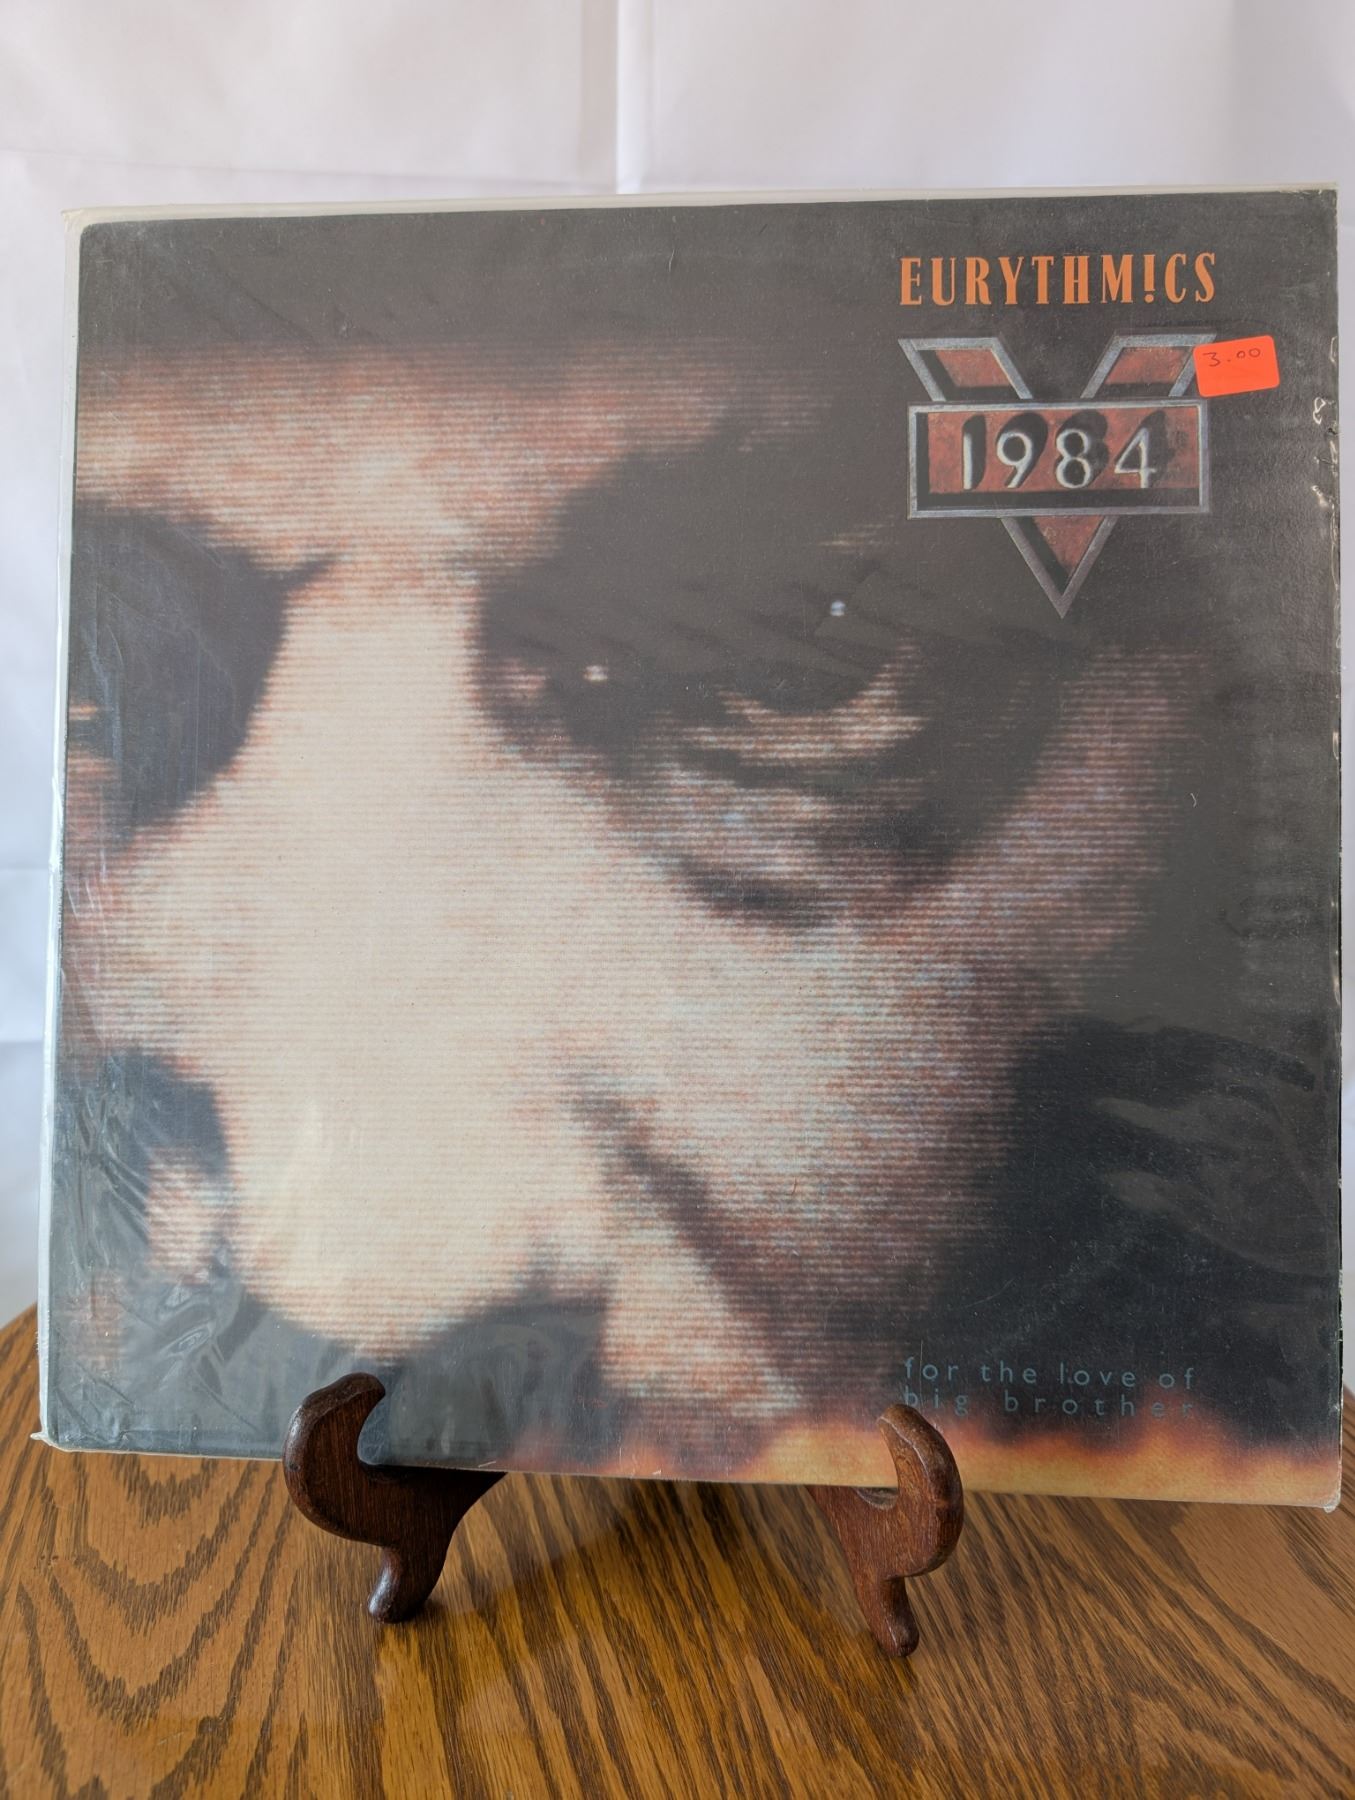 EURYTHM!CS
3.00
1984
for the love of
big brother